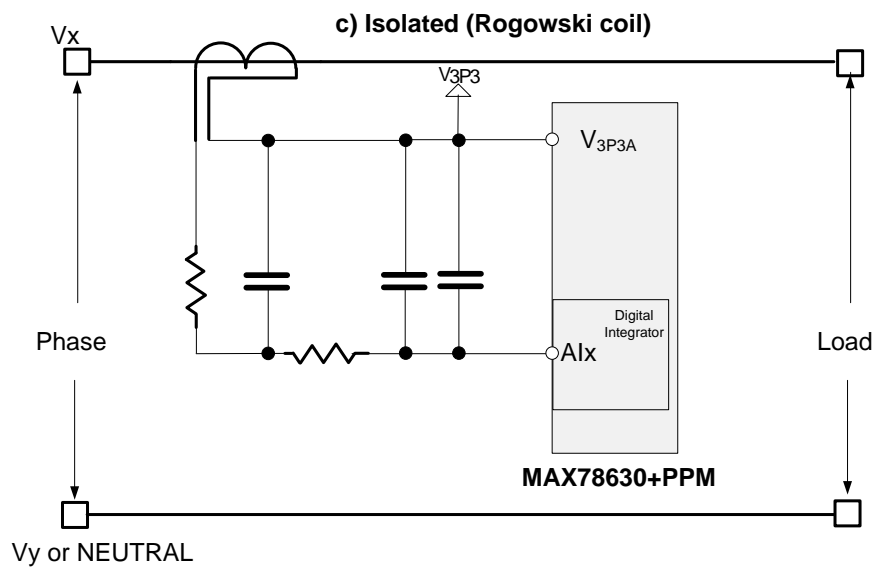 c) Isolated (Rogowski coil)
Vx
V3P3
V3P3A
Digital
Integrator
Phase
AIx
Load
MAX78630+PPM
Vy or NEUTRAL